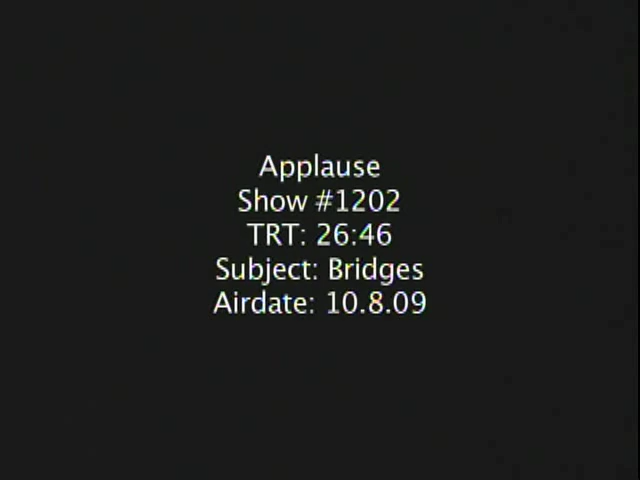 Applause
Show #1202
TRT: 26:46
Subject: Bridges
Airdate: 10.8.09